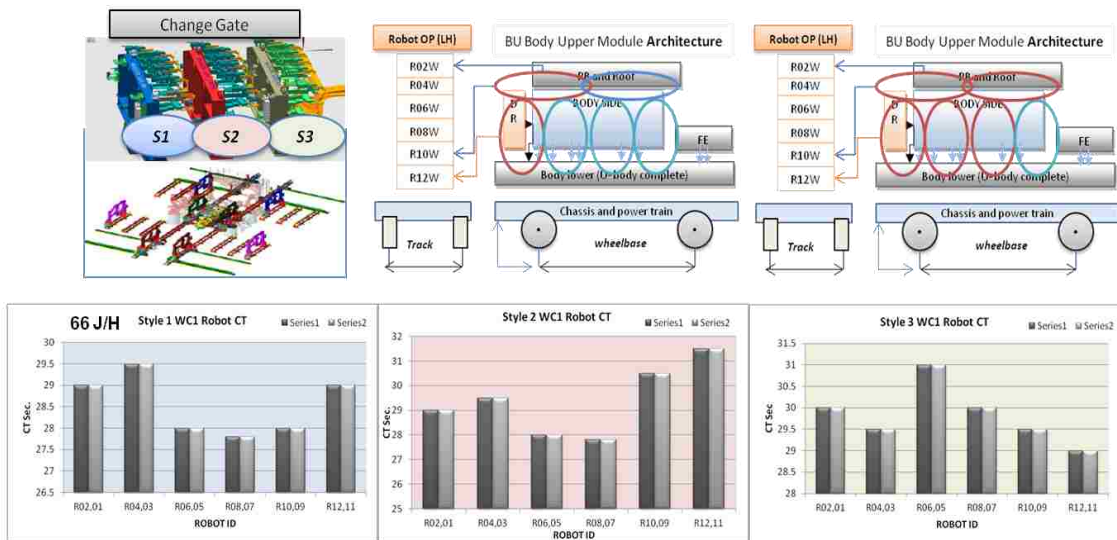 Change Gate
S1
S2
S3
Robot OP (LH)
BU Body Upper Module Architecture
R02W
R04W
R06W
R08W
R10W
R12W
RR and Roof
BODY SIDE
D
R
FE
Body lower (U-body complete)
Chassis and power train
Track
wheelbase
Robot OP (LH)
BU Body Upper Module Architecture
R02W
R04W
R06W
R08W
R10W
R12W
RR and Roof
BODY SIDE
D
R
FE
Body lower (U-body complete)
Chassis and power train
Track
wheelbase
66 J/H
Style 1 WC1 Robot CT
Series1
Series2
CT Sec.
30
29.5
29
28.5
28
27.5
27
26.5
R02,01
R04,03
R06,05
R08,07
R10,09
R12,11
ROBOT ID
Style 2 WC1 Robot CT
Series1
Series2
CT Sec.
32
31
30
29
28
27
26
25
R02,01
R04,03
R06,05
R08,07
R10,09
R12,11
ROBOT ID
Style 3 WC1 Robot CT
Series1
Series2
CT Sec.
31.5
31
30.5
30
29.5
29
28.5
28
R02,01
R04,03
R06,05
R08,07
R10,09
R12,11
ROBOT ID